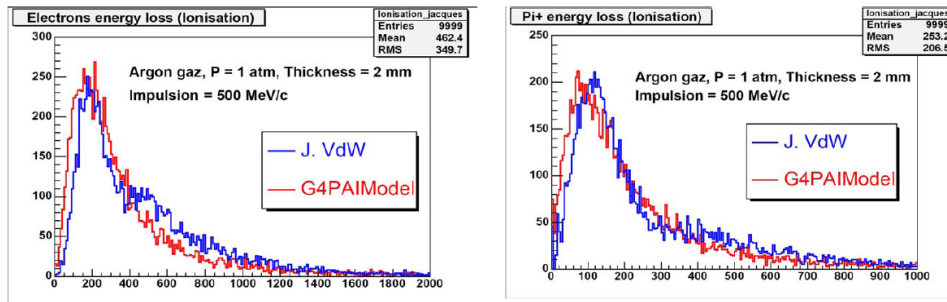 Electrons energy loss (Ionisation)
Ionisation_jacques
Entries 9999
Mean 462.4
RMS 349.7
300
250
200
150
100
50
0
Argon gaz, P = 1 atm, Thickness = 2 mm
Impulsion = 500 MeV/c
J. VdW
G4PAIModel
0 200 400 600 800 1000 1200 1400 1600 1800 2000
Pi+ energy loss (Ionisation)
Ionisation_jacques
Entries 9999
Mean 253.2
RMS 206.5
250
200
150
100
50
0
Argon gaz, P = 1 atm, Thickness = 2 mm
Impulsion = 500 MeV/c
J. VdW
G4PAIModel
0 100 200 300 400 500 600 700 800 900 1000